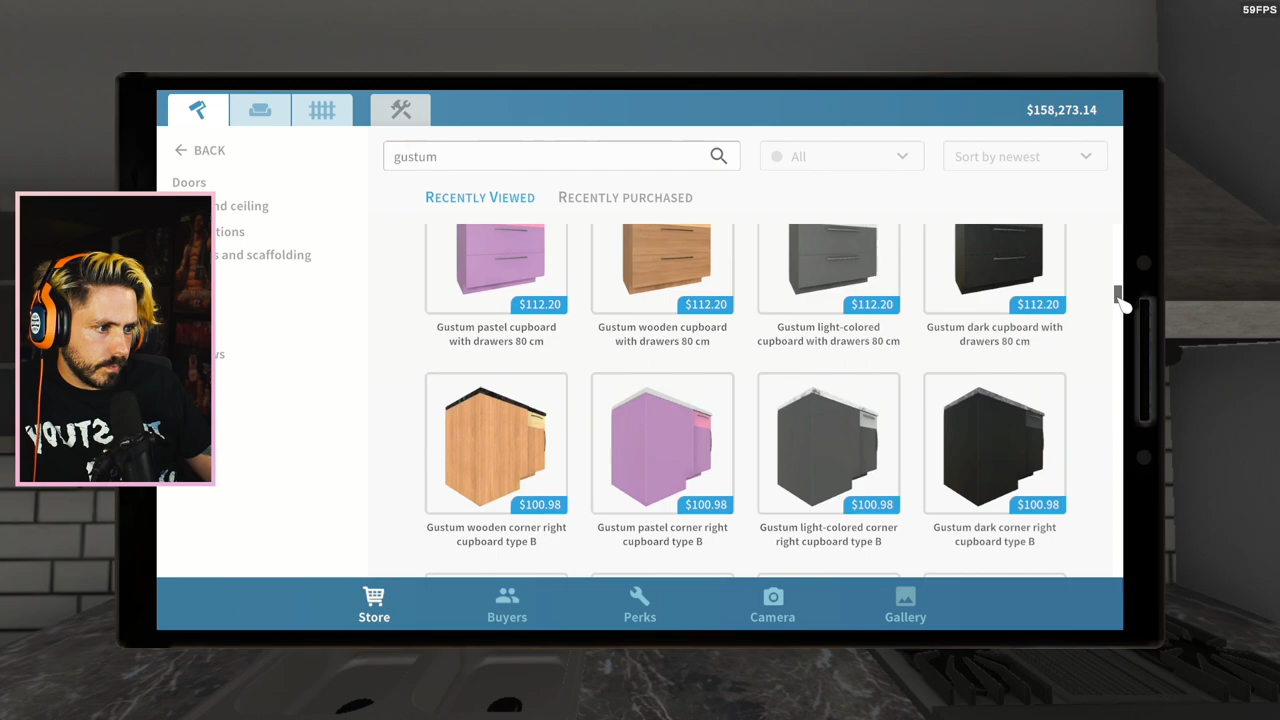 59FPS
$158,273.14
BACK
gustum
All
Sort by newest
Doors
nd ceiling
tions
s and scaffolding
ws
RECENTLY VIEWED
RECENTLY PURCHASED
$112.20
$112.20
$112.20
$112.20
Gustum pastel cupboard
with drawers 80 cm
Gustum wooden cupboard
with drawers 80 cm
Gustum light-colored
cupboard with drawers 80 cm
Gustum dark cupboard with
drawers 80 cm
$100.98
$100.98
$100.98
$100.98
Gustum wooden corner right
cupboard type B
Gustum pastel corner right
cupboard type B
Gustum light-colored corner
right cupboard type B
Gustum dark corner right
cupboard type B
Store
Buyers
Perks
Camera
Gallery